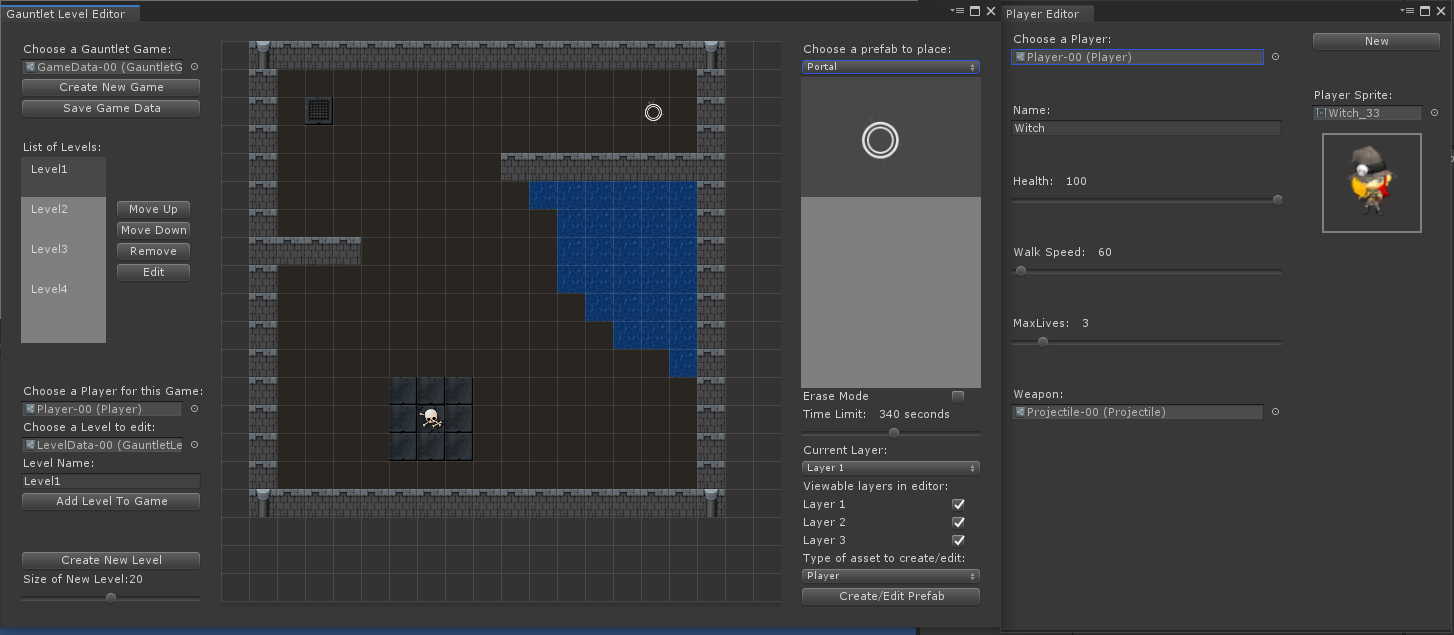 Gauntlet Level Editor
Choose a Gauntlet Game:
GameData-00 (GauntletG
Create New Game
Save Game Data
List of Levels:
Level1
Level2
Level3
Level4
Move Up
Move Down
Remove
Edit
Choose a Player for this Game:
Player-00 (Player)
Choose a Level to edit:
LevelData-00 (GauntletLe
Level Name:
Level1
Add Level To Game
Create New Level
Size of New Level:20
Choose a prefab to place:
Portal
Erase Mode
Time Limit: 340 seconds
Current Layer:
Layer 1
Viewable layers in editor:
Layer 1
Layer 2
Layer 3
Type of asset to create/edit:
Player
Create/Edit Prefab
Player Editor
Choose a Player:
Player-00 (Player)
New
Name:
Witch
Player Sprite:
Witch_33
Health: 100
Walk Speed: 60
MaxLives: 3
Weapon:
Projectile-00 (Projectile)